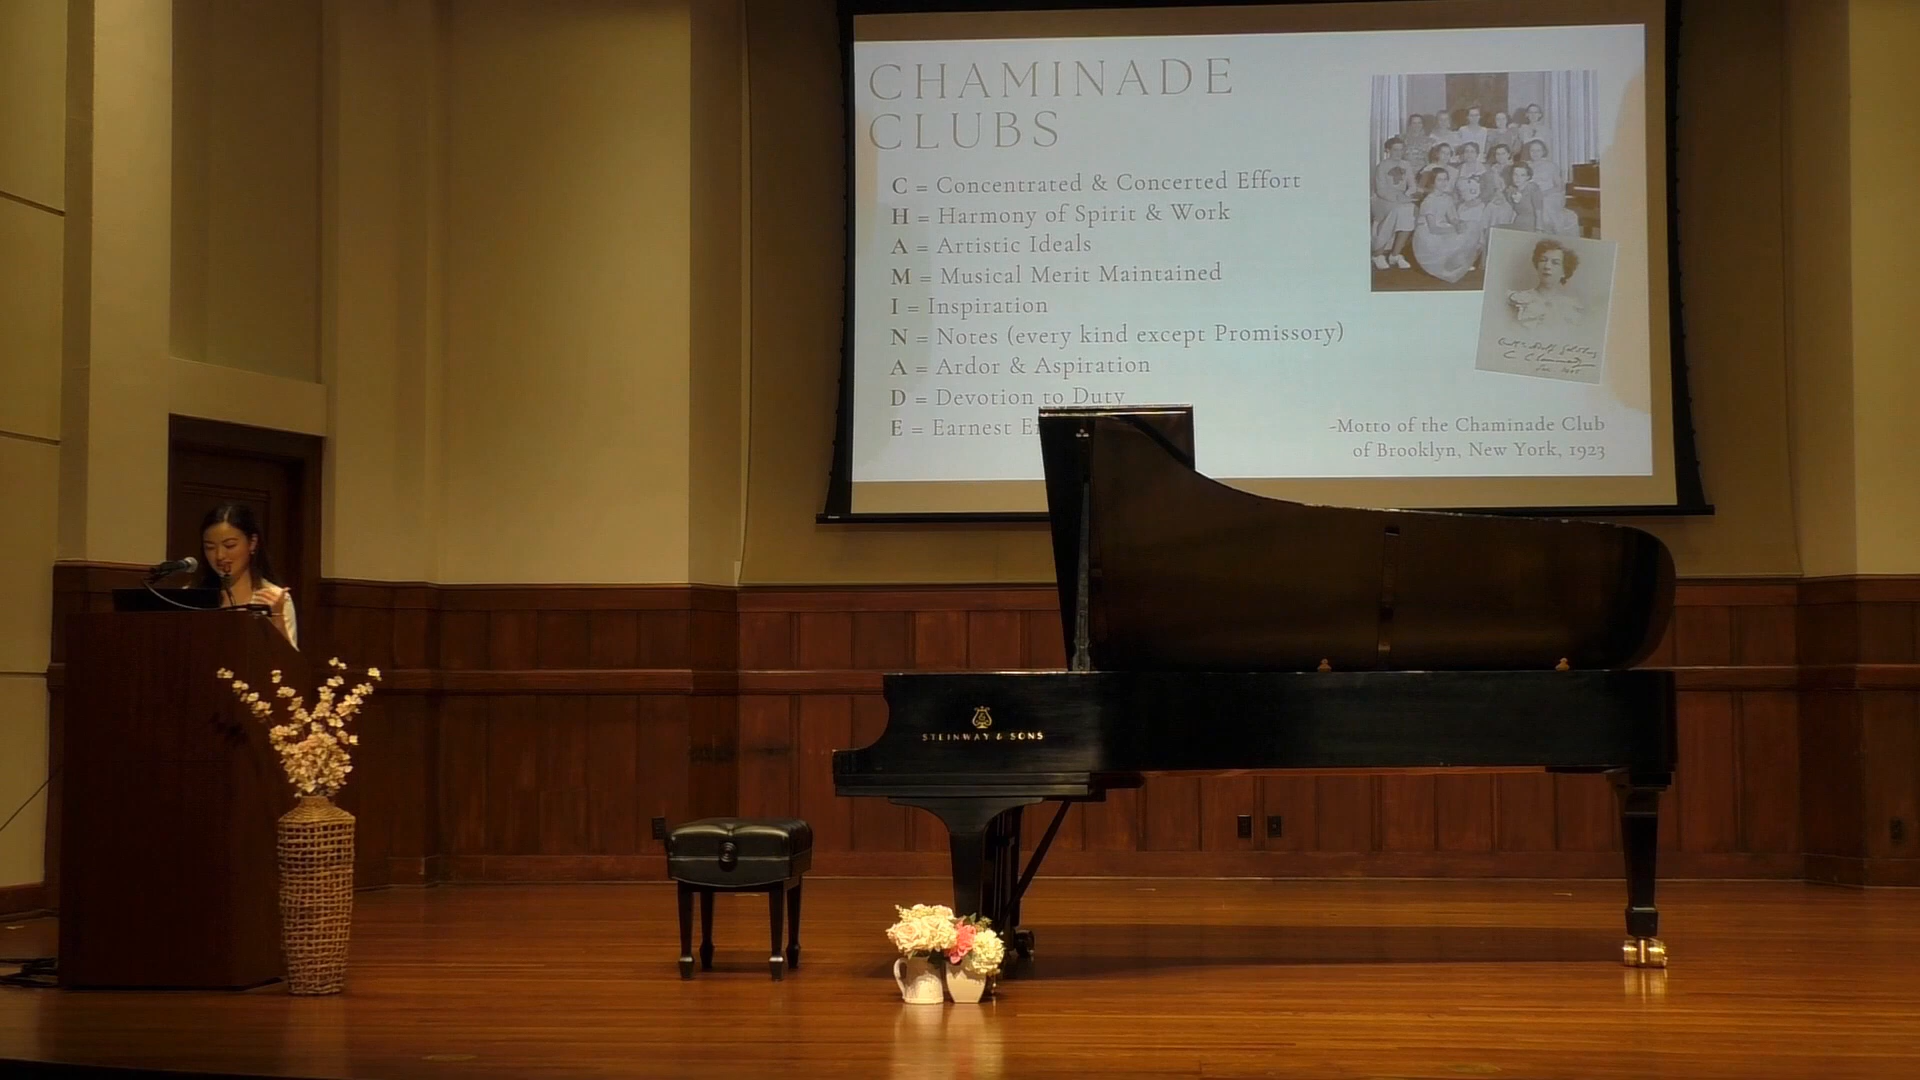 CHAMINADE
CLUBS
C = Concentrated & Concerted Effort
H = Harmony of Spirit & Work
A = Artistic Ideals
M = Musical Merit Maintained
I = Inspiration
N = Notes (every kind except Promissory)
A = Ardor & Aspiration
D = Devotion to Duty
E = Earnest
-Motto of the Chaminade Club
of Brooklyn, New York, 1923
STEINWAY & SONS